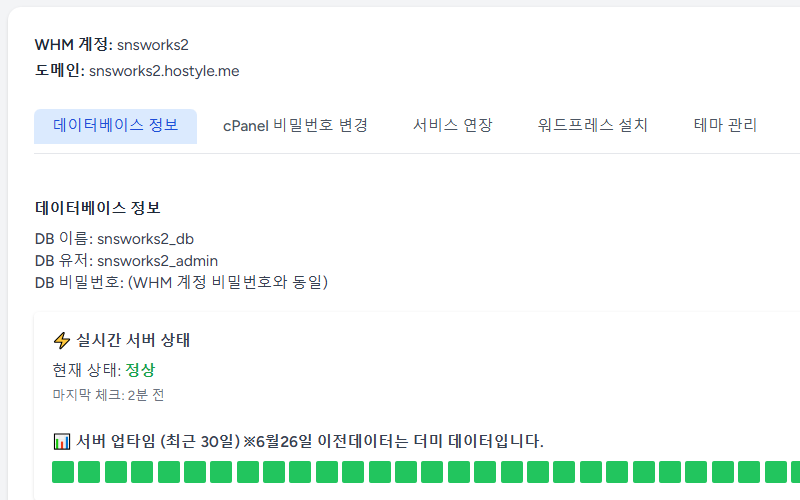 WHM 계정: snsworks2
도메인: snsworks2.hostyle.me
데이터베이스 정보 cPanel 비밀번호 변경 서비스 연장 워드프레스 설치 테마 관리
데이터베이스 정보
DB 이름: snsworks2_db
DB 유저: snsworks2_admin
DB 비밀번호: (WHM 계정 비밀번호와 동일)
⚡ 실시간 서버 상태
현재 상태: 정상
마지막 체크: 2분 전
📊 서버 업타임 (최근 30일) ※6월26일 이전데이터는 더미 데이터입니다.